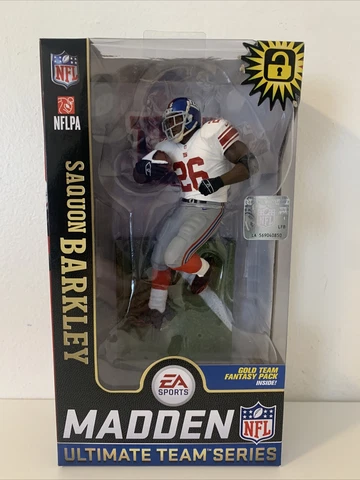 NFL
NFLPA
SAQUON BARKLEY
26
GOLD TEAM
FANTASY PACK
INSIDE!
EA
SPORTS
MADDEN
NFL
ULTIMATE TEAM SERIES